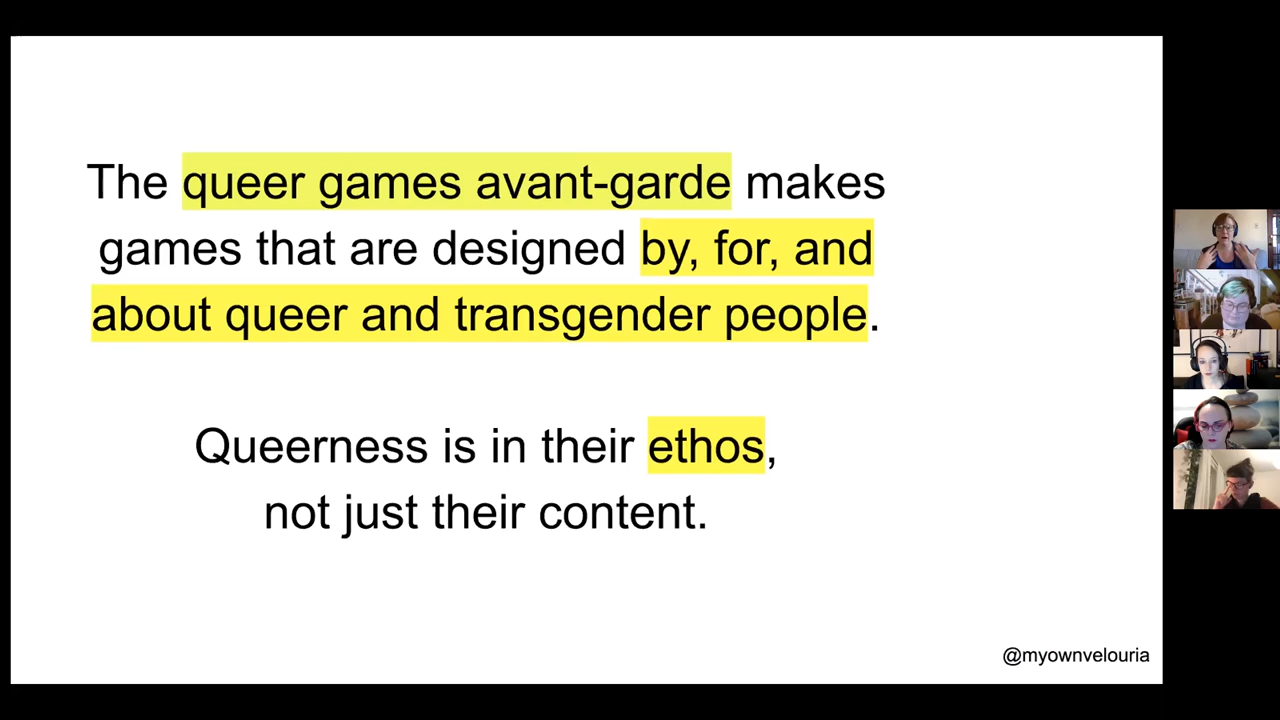 The queer games avant-garde makes
games that are designed by, for, and
about queer and transgender people.
Queerness is in their ethos,
not just their content.
@myownvelouria